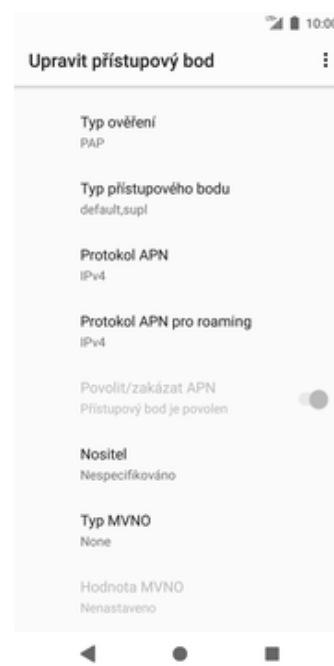 10:00
Upravit přístupový bod
Typ ověření
PAP
Typ přístupového bodu
default,supl
Protokol APN
IPv4
Protokol APN pro roaming
IPv4
Povolit/zakázat APN
Přístupový bod je povolen
Nositel
Nespecifikováno
Typ MVNO
None
Hodnota MVNO
Nenastaveno